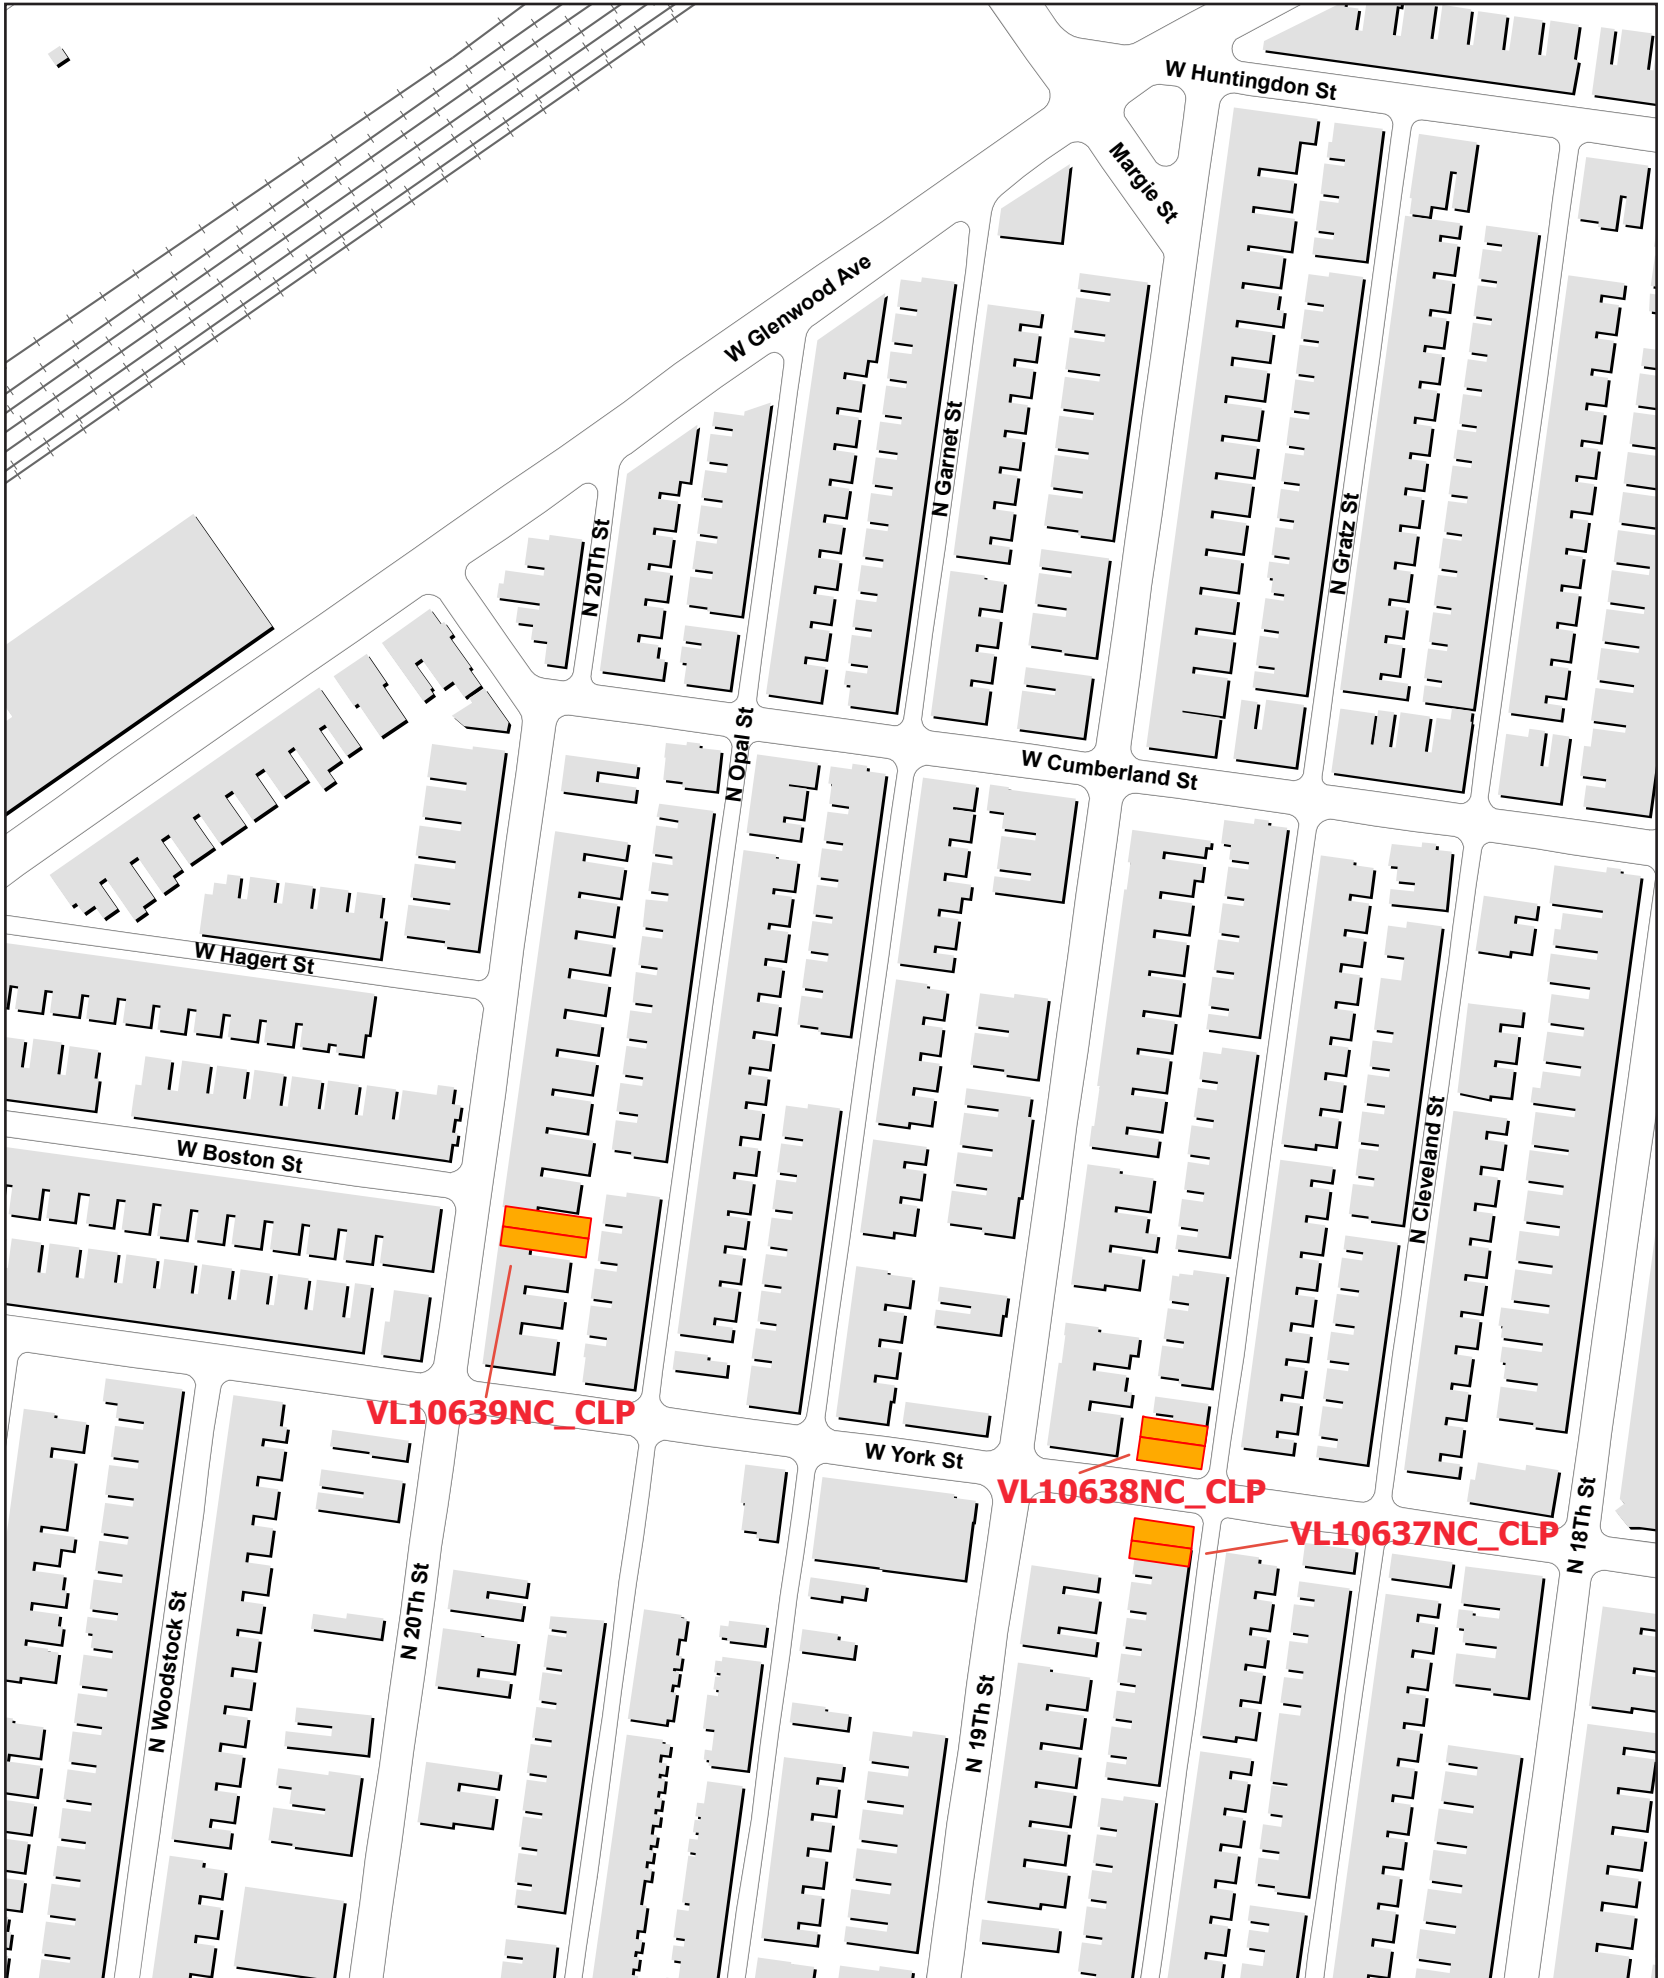 W Huntingdon St
Margie St
W Glenwood Ave
N Garnet St
N Gratz St
N 20Th St
N Opal St
W Cumberland St
W Hagert St
N Cleveland St
W Boston St
VL10639NC_CLP
W York St
VL10638NC_CLP
VL10637NC_CLP
N 18Th St
N 20Th St
N Woodstock St
N 19Th St